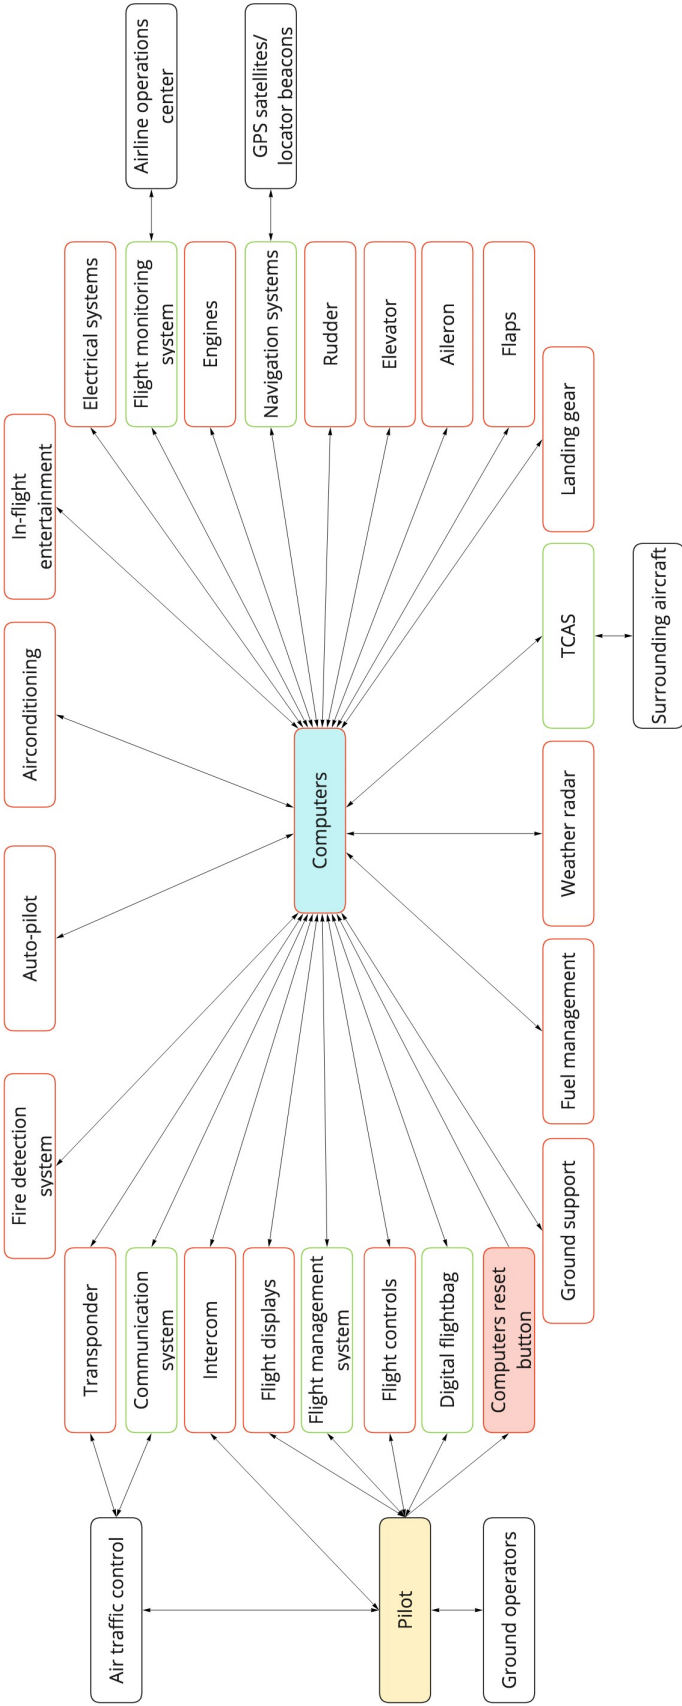 Airline operations
center
GPS satellites/
locator beacons
Electrical systems
Flight monitoring
system
Engines
Navigation systems
Rudder
Elevator
Aileron
Flaps
In-flight
entertainment
Landing gear
Airconditioning
TCAS
Surrounding aircraft
Computers
Weather radar
Auto-pilot
Fuel management
Fire detection
system
Ground support
Transponder
Communication
system
Intercom
Flight displays
Flight management
system
Flight controls
Digital flightbag
Computers reset
button
Air traffic control
Pilot
Ground operators